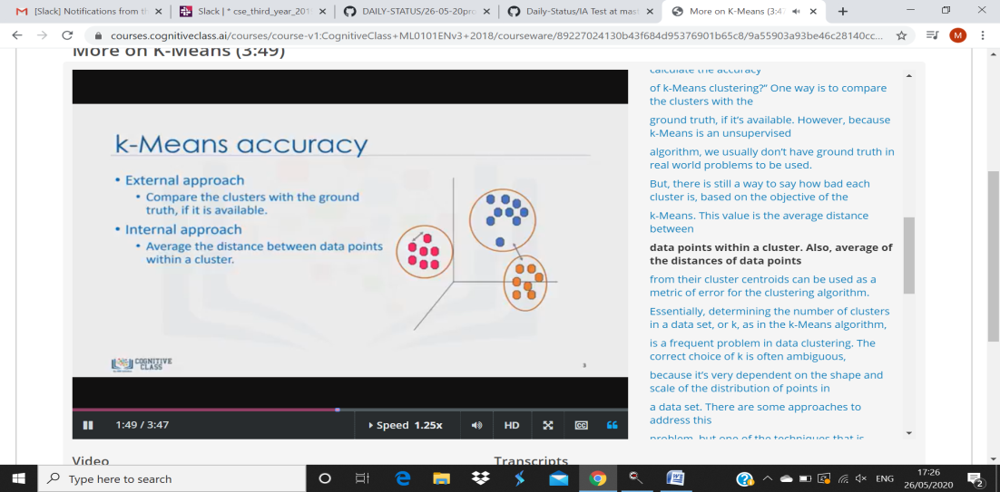 [Slack] Notifications from th
Slack | * cse_third_year_201
DAILY-STATUS/26-05-20pro
Daily-Status/IA Test at mast
More on K-Means (3:47
courses.cognitiveclass.ai/courses/course-v1:CognitiveClass+ML0101ENv3+2018/courseware/89227024130b43f684d95376901b65c8/9a55903a93be46c28140cc...
M
More on K-Means (3:49)
k-Means accuracy
• External approach
• Compare the clusters with the ground
truth, if it is available.
• Internal approach
• Average the distance between data points
within a cluster.
COGNITIVE
CLASS
3
1:49 / 3:47
Speed 1.25x
HD
CC
calculate the accuracy
of k-Means clustering?" One way is to compare
the clusters with the
ground truth, if it's available. However, because
k-Means is an unsupervised
algorithm, we usually don't have ground truth in
real world problems to be used.
But, there is still a way to say how bad each
cluster is, based on the objective of the
k-Means. This value is the average distance
between
data points within a cluster. Also, average of
the distances of data points
from their cluster centroids can be used as a
metric of error for the clustering algorithm.
Essentially, determining the number of clusters
in a data set, or k, as in the k-Means algorithm,
is a frequent problem in data clustering. The
correct choice of k is often ambiguous,
because it's very dependent on the shape and
scale of the distribution of points in
a data set. There are some approaches to
address this
problem, but one of the techniques that is
Video
Transcripts
Type here to search
ENG
17:26
26/05/2020
2